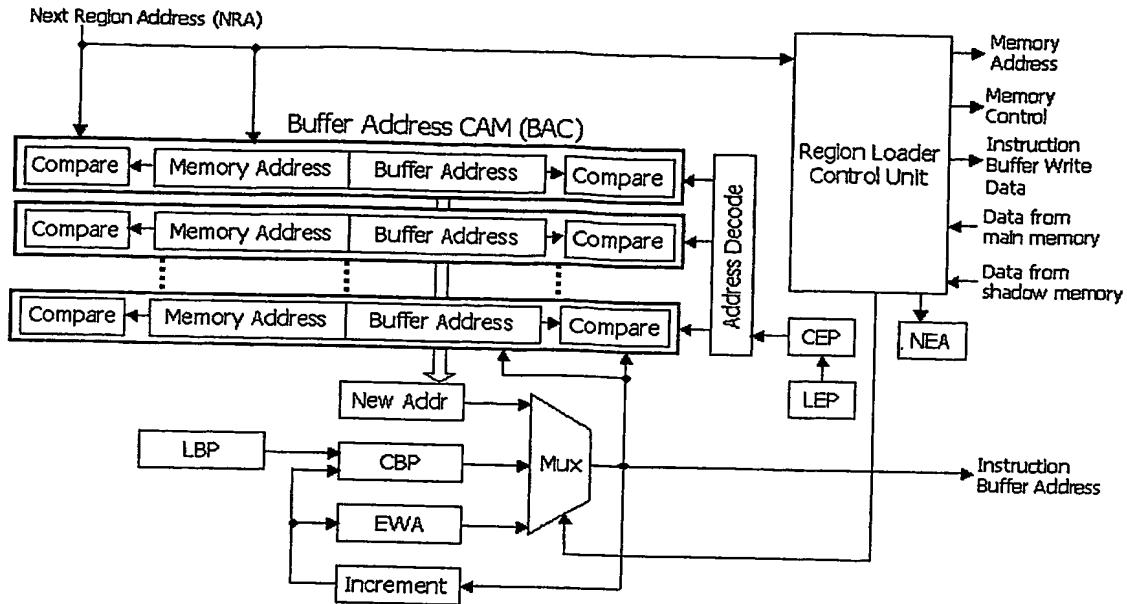 Next Region Address (NRA)
Memory
Address
Memory
Control
Instruction
Buffer Write
Data
Data from
main memory
Data from
shadow memory
Region Loader
Control Unit
Buffer Address CAM (BAC)
Compare
Memory Address
Buffer Address
Compare
Compare
Memory Address
Buffer Address
Compare
Compare
Memory Address
Buffer Address
Compare
Address Decode
CEP
LEP
NEA
New Addr
LBP
CBP
EWA
Increment
Mux
Instruction
Buffer Address